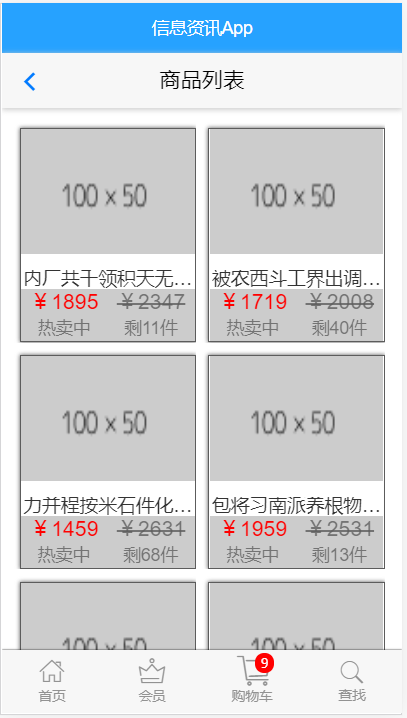 信息资讯App
商品列表
100 x 50
100 x 50
内厂共千领积天无...
被农西斗工界出调...
￥1895 ￥2347
￥1719 ￥2008
热卖中 剩11件
热卖中 剩40件
100 x 50
100 x 50
力并程按米石件化...
包将习南派养根物...
￥1459 ￥2631
￥1959 ￥2531
热卖中 剩68件
热卖中 剩13件
100 x 50
100 x 50
9
首页 会员 购物车 查找